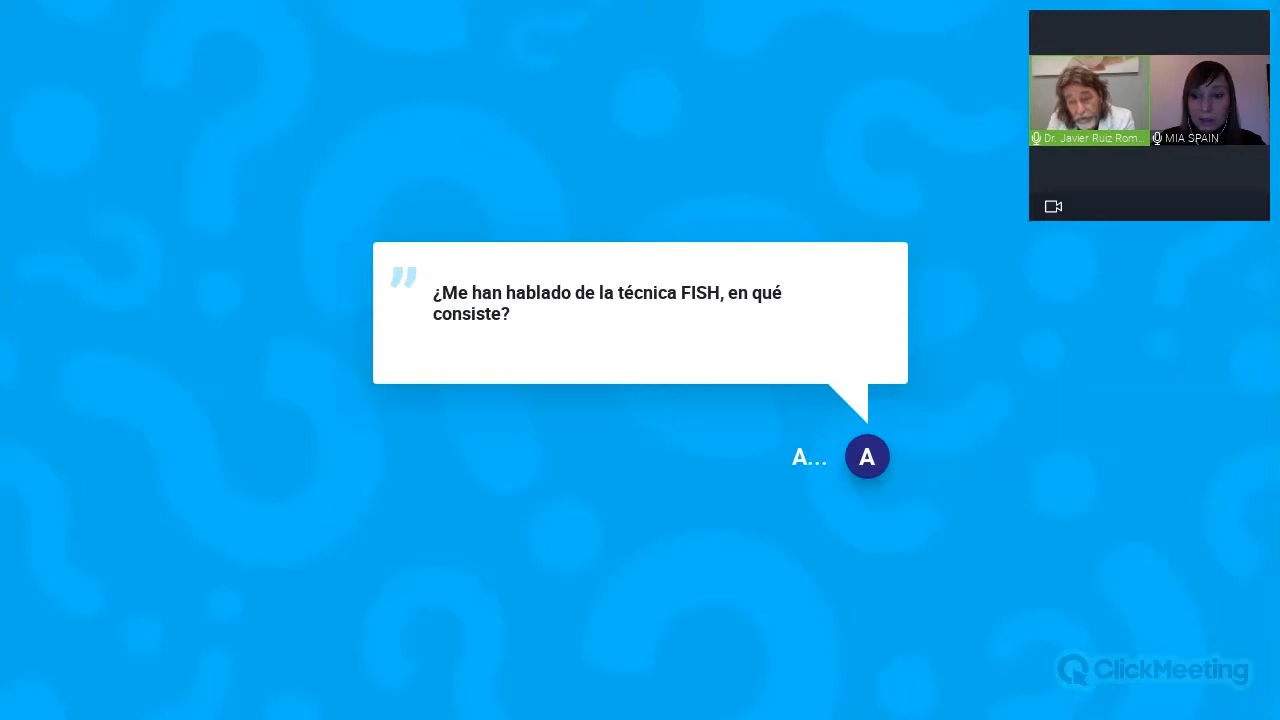 Dr. Javier Ruiz Rom...
MIA SPAIN
¿Me han hablado de la técnica FISH, en qué
consiste?
A...
A
ClickMeeting